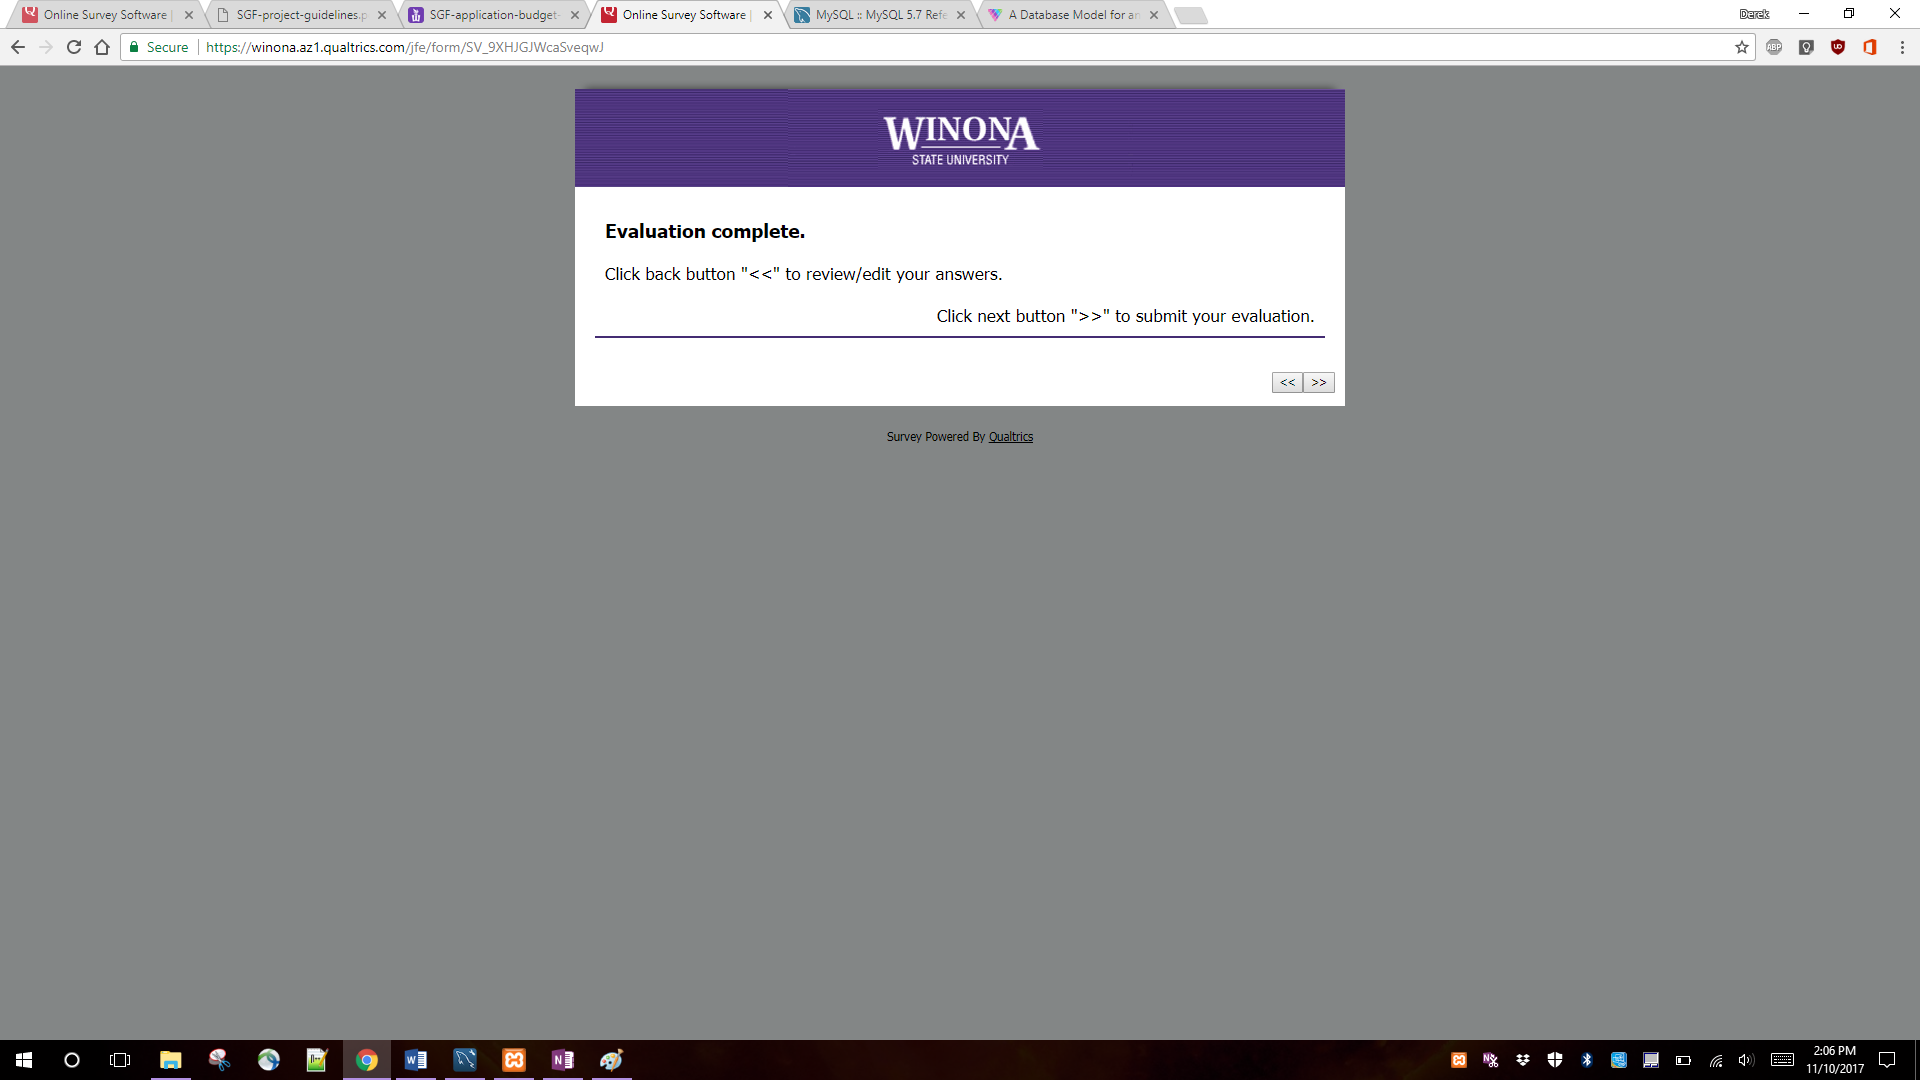 Online Survey Software |
SGF-project-guidelines.p
SGF-application-budget-
Online Survey Software |
MySQL :: MySQL 5.7 Refe
A Database Model for an
Derek
Secure
https://winona.az1.qualtrics.com/jfe/form/SV_9XHJGJWcaSveqwJ
ABP
WINONA
STATE UNIVERSITY
Evaluation complete.
Click back button "<<" to review/edit your answers.
Click next button ">>" to submit your evaluation.
<< >>
Survey Powered By Qualtrics
2:06 PM
11/10/2017